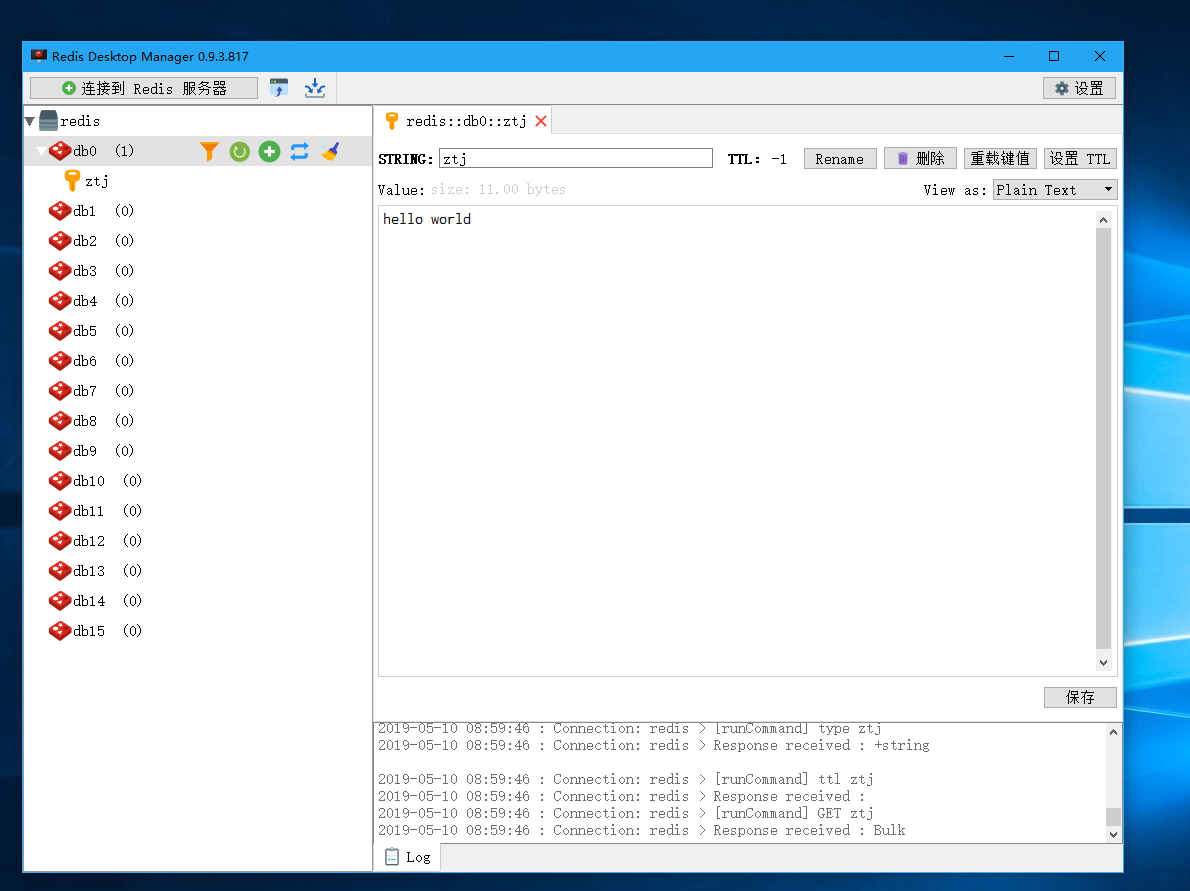 Redis Desktop Manager 0.9.3.817
连接到 Redis 服务器
设置
redis
db0 (1)
ztj
db1 (0)
db2 (0)
db3 (0)
db4 (0)
db5 (0)
db6 (0)
db7 (0)
db8 (0)
db9 (0)
db10 (0)
db11 (0)
db12 (0)
db13 (0)
db14 (0)
db15 (0)
redis::db0::ztj
STRING: ztj TTL: -1 Rename 删除 重载键值 设置 TTL
Value: size: 11.00 bytes View as: Plain Text
hello world
保存
2019-05-10 08:59:46 : Connection: redis > [runCommand] type ztj
2019-05-10 08:59:46 : Connection: redis > Response received : +string
2019-05-10 08:59:46 : Connection: redis > [runCommand] ttl ztj
2019-05-10 08:59:46 : Connection: redis > Response received :
2019-05-10 08:59:46 : Connection: redis > [runCommand] GET ztj
2019-05-10 08:59:46 : Connection: redis > Response received : Bulk
Log